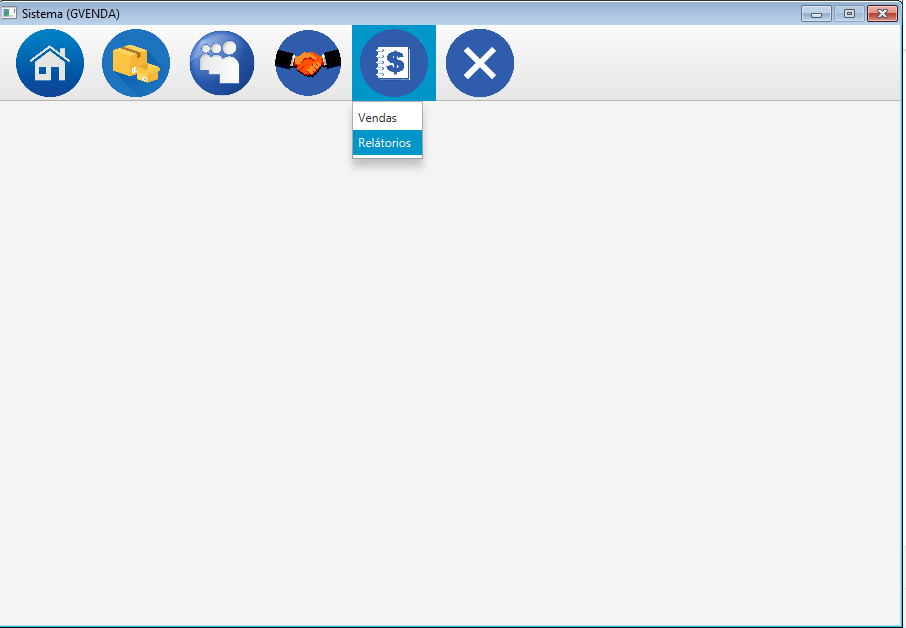 Sistema (GVENDA)
Vendas
Relátorios